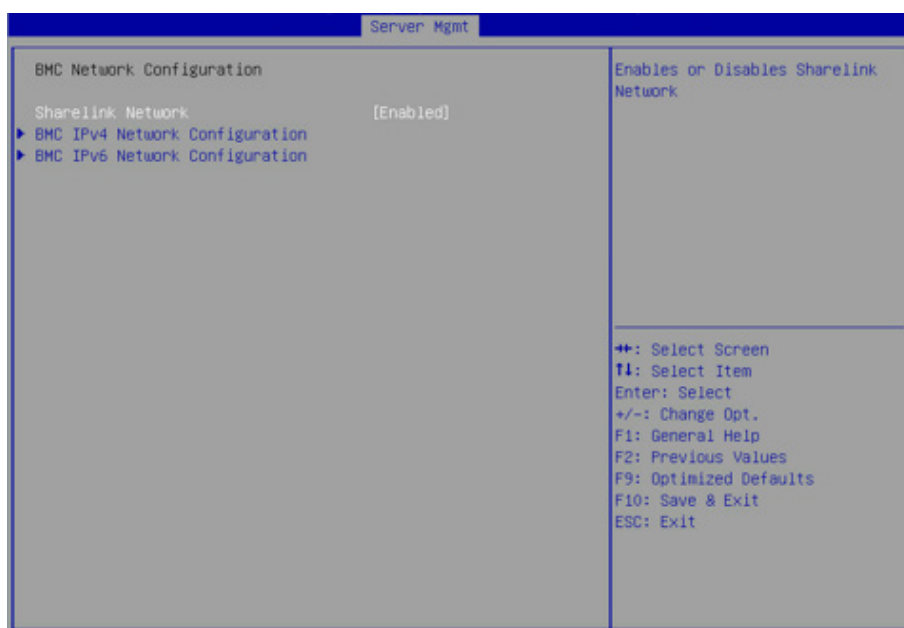 Server Mgmt
BMC Network Configuration
Sharelink Network [Enabled]
BMC IPv4 Network Configuration
BMC IPv6 Network Configuration
Enables or Disables Sharelink
Network
→←: Select Screen
↑↓: Select Item
Enter: Select
+/-: Change Opt.
F1: General Help
F2: Previous Values
F9: Optimized Defaults
F10: Save & Exit
ESC: Exit